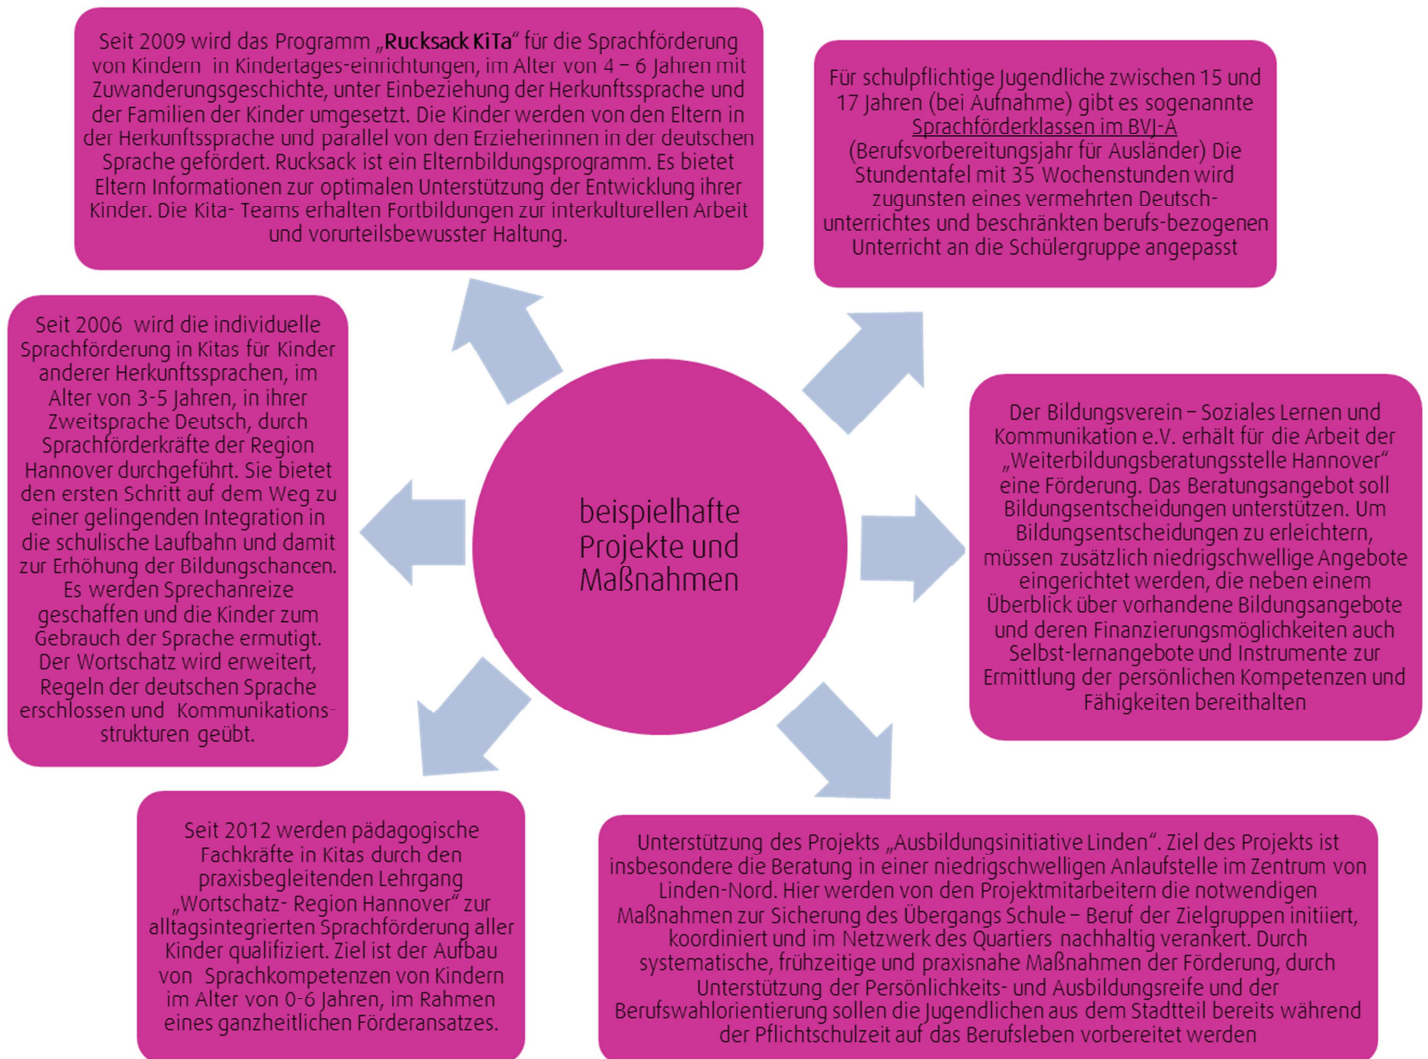 Seit 2009 wird das Programm „Rucksack KiTa“ für die Sprachförderung
von Kindern in Kindertages-einrichtungen, im Alter von 4 – 6 Jahren mit
Zuwanderungsgeschichte, unter Einbeziehung der Herkunftssprache und
der Familien der Kinder umgesetzt. Die Kinder werden von den Eltern in
der Herkunftssprache und parallel von den Erzieherinnen in der deutschen
Sprache gefördert. Rucksack ist ein Elternbildungsprogramm. Es bietet
Eltern Informationen zur optimalen Unterstützung der Entwicklung ihrer
Kinder. Die Kita- Teams erhalten Fortbildungen zur interkulturellen Arbeit
und vorurteilsbewusster Haltung.
Für schulpflichtige Jugendliche zwischen 15 und
17 Jahren (bei Aufnahme) gibt es sogenannte
Sprachförderklassen im BVJ-A
(Berufsvorbereitungsjahr für Ausländer) Die
Stundentafel mit 35 Wochenstunden wird
zugunsten eines vermehrten Deutsch-
unterrichtes und beschränkten berufs-bezogenen
Unterricht an die Schülergruppe angepasst
Seit 2006 wird die individuelle
Sprachförderung in Kitas für Kinder
anderer Herkunftssprachen, im
Alter von 3-5 Jahren, in ihrer
Zweitsprache Deutsch, durch
Sprachförderkräfte der Region
Hannover durchgeführt. Sie bietet
den ersten Schritt auf dem Weg zu
einer gelingenden Integration in
die schulische Laufbahn und damit
zur Erhöhung der Bildungschancen.
Es werden Sprechanreize
geschaffen und die Kinder zum
Gebrauch der Sprache ermutigt.
Der Wortschatz wird erweitert,
Regeln der deutschen Sprache
erschlossen und Kommunikations-
strukturen geübt.
beispielhafte
Projekte und
Maßnahmen
Der Bildungsverein – Soziales Lernen und
Kommunikation e.V. erhält für die Arbeit der
„Weiterbildungsberatungsstelle Hannover“
eine Förderung. Das Beratungsangebot soll
Bildungsentscheidungen unterstützen. Um
Bildungsentscheidungen zu erleichtern,
müssen zusätzlich niedrigschwellige Angebote
eingerichtet werden, die neben einem
Überblick über vorhandene Bildungsangebote
und deren Finanzierungsmöglichkeiten auch
Selbst-lernangebote und Instrumente zur
Ermittlung der persönlichen Kompetenzen und
Fähigkeiten bereithalten
Seit 2012 werden pädagogische
Fachkräfte in Kitas durch den
praxisbegleitenden Lehrgang
„Wortschatz- Region Hannover“ zur
alltagsintegrierten Sprachförderung aller
Kinder qualifiziert. Ziel ist der Aufbau
von Sprachkompetenzen von Kindern
im Alter von 0-6 Jahren, im Rahmen
eines ganzheitlichen Förderansatzes.
Unterstützung des Projekts „Ausbildungsinitiative Linden“. Ziel des Projekts ist
insbesondere die Beratung in einer niedrigschwelligen Anlaufstelle im Zentrum von
Linden-Nord. Hier werden von den Projektmitarbeitern die notwendigen
Maßnahmen zur Sicherung des Übergangs Schule – Beruf der Zielgruppen initiiert,
koordiniert und im Netzwerk des Quartiers nachhaltig verankert. Durch
systematische, frühzeitige und praxisnahe Maßnahmen der Förderung, durch
Unterstützung der Persönlichkeits- und Ausbildungsreife und der
Berufswahlorientierung sollen die Jugendlichen aus dem Stadtteil bereits während
der Pflichtschulzeit auf das Berufsleben vorbereitet werden